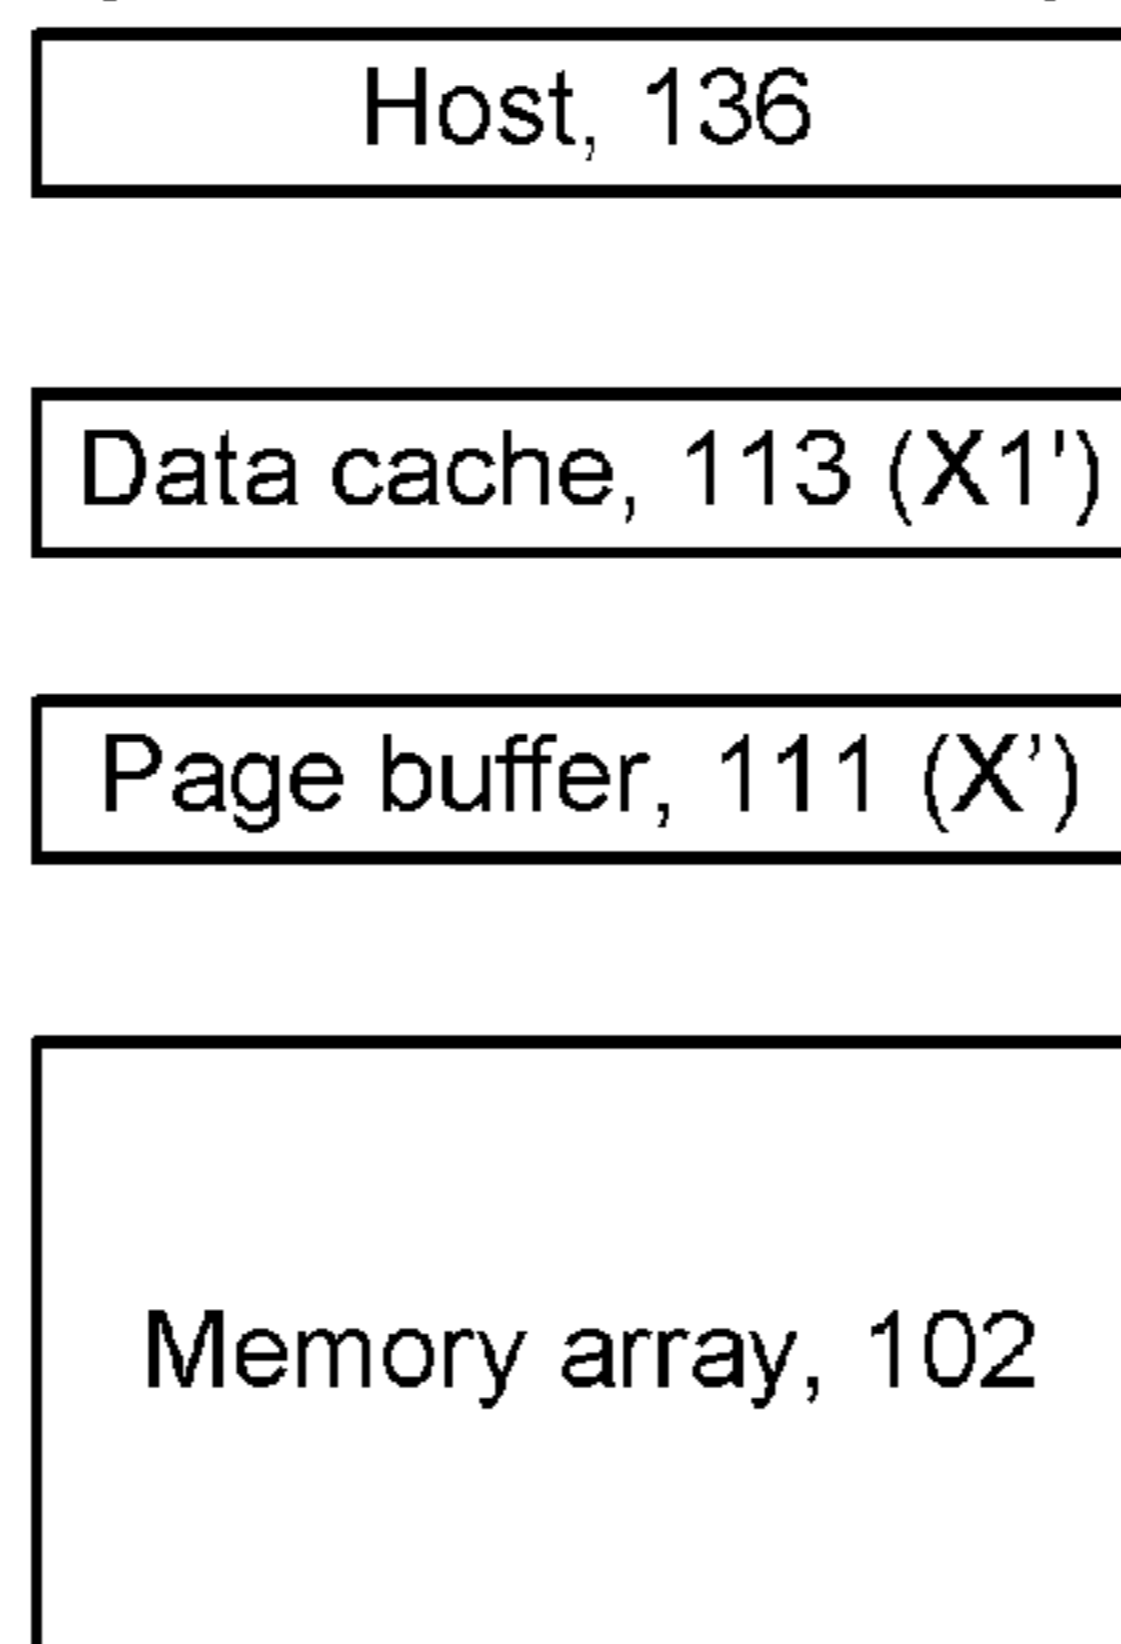 Host, 136
Data cache, 113 (X1')
Page buffer, 111 (X’)
Memory array, 102